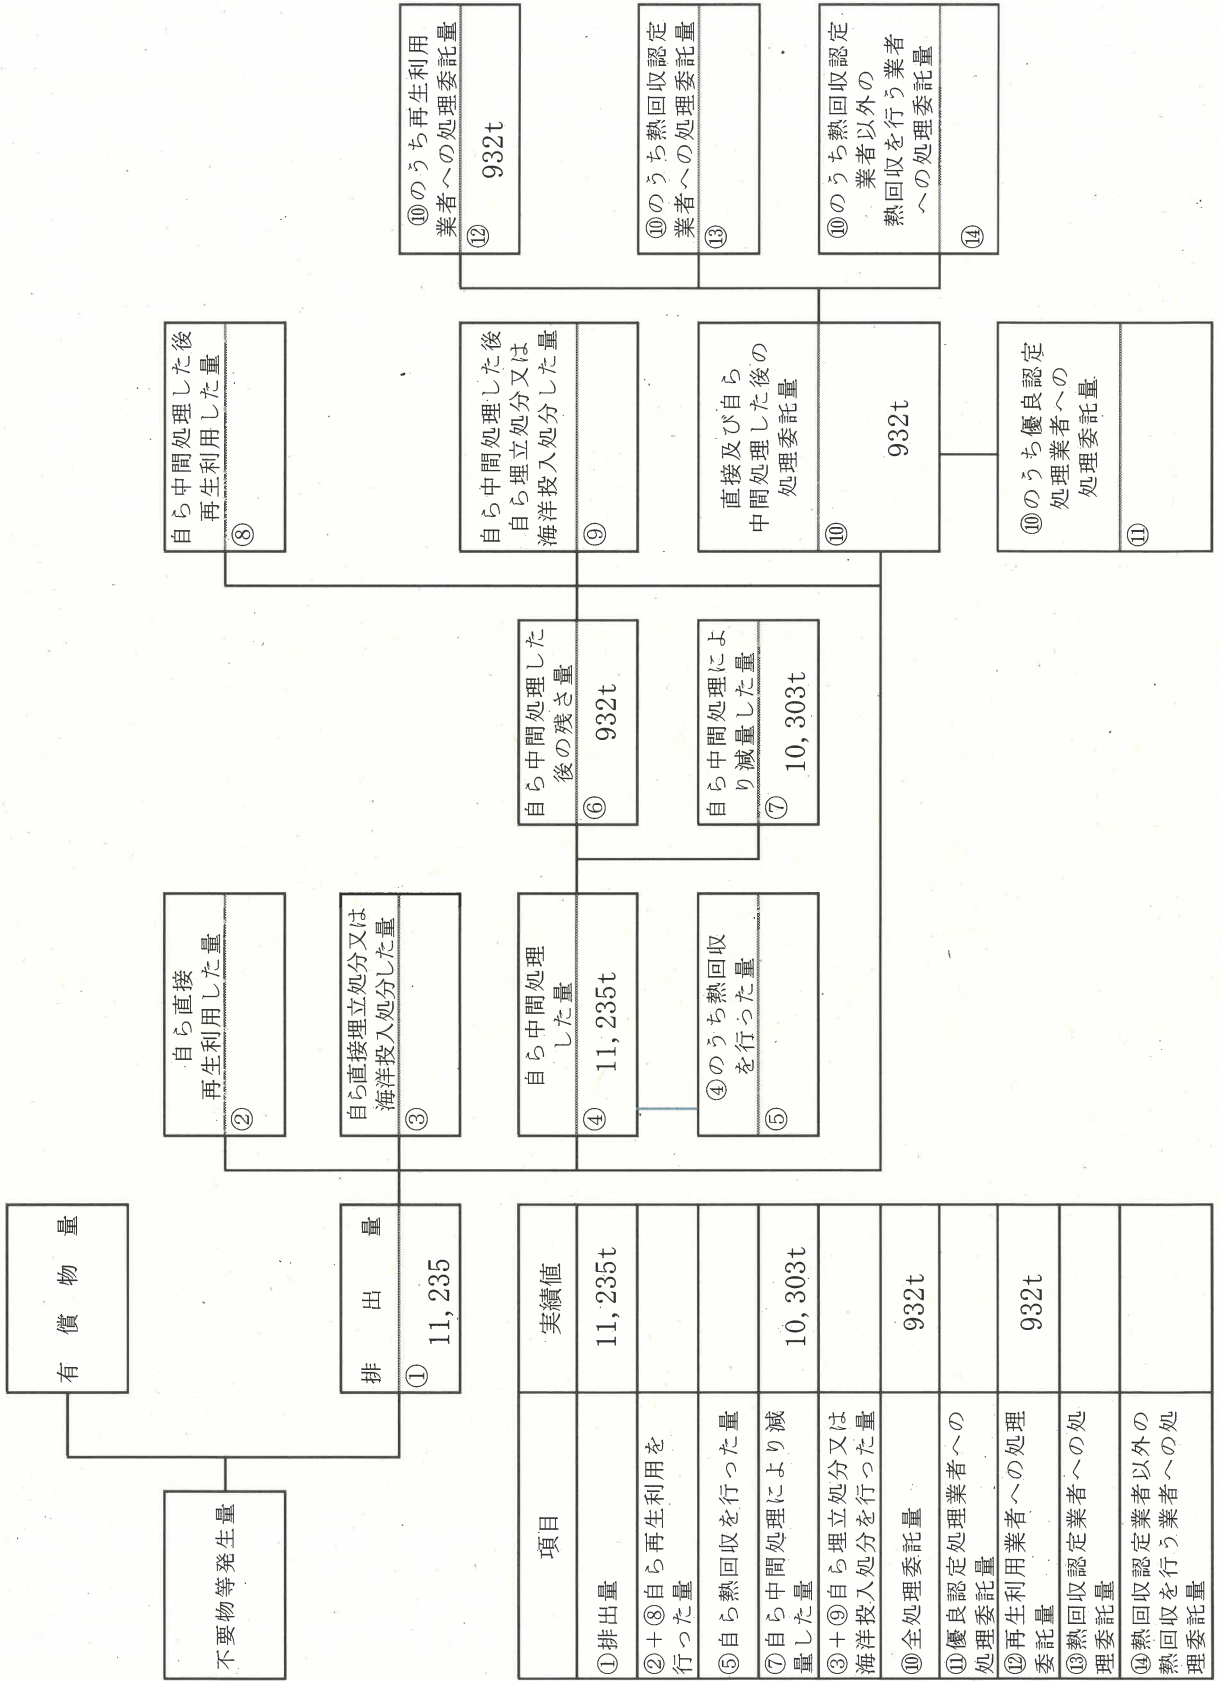 不要物等発生量
有償物量
排出量
①
11,235
自ら直接
再生利用した量
②
自ら直接埋立処分又は
海洋投入処分した量
③
自ら中間処理
した量
④
11,235t
④のうち熱回収
を行った量
⑤
自ら中間処理した
後の残さ量
⑥
932t
自ら中間処理によ
り減量した量
⑦
10,303t
自ら中間処理した後
再生利用した量
⑧
自ら中間処理した後
自ら埋立処分又は
海洋投入処分した量
⑨
直接及び自ら
中間処理した後の
処理委託量
⑩
932t
⑩のうち優良認定
処理業者への
処理委託量
⑪
⑩のうち再生利用
業者への処理委託量
⑫
932t
⑩のうち熱回収認定
業者への処理委託量
⑬
⑩のうち熱回収認定
業者以外の
熱回収を行う業者
への処理委託量
⑭
項目 実績値
①排出量 11,235t
②+⑧自ら再生利用を
行った量
⑤自ら熱回収を行った量
⑦自ら中間処理により減
量した量 10,303t
③+⑨自ら埋立処分又は
海洋投入処分を行った量
⑩全処理委託量 932t
⑪優良認定処理業者への
処理委託量
⑫再生利用業者への処理
委託量 932t
⑬熱回収認定業者への処
理委託量
⑭熱回収認定業者以外の
熱回収を行う業者への処
理委託量